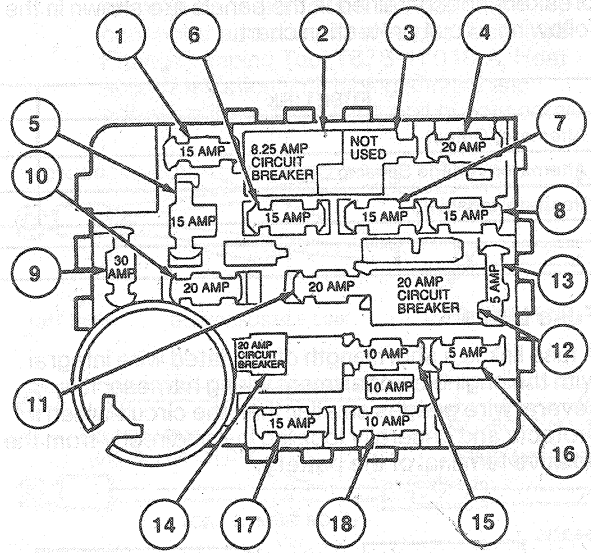 1
6
2
3
4
5
7
10
15 AMP
8.25 AMP
CIRCUIT
BREAKER
NOT
USED
20 AMP
15 AMP
15 AMP
15 AMP
15 AMP
8
9
30
AMP
20 AMP
20 AMP
20 AMP
CIRCUIT
BREAKER
5 AMP
13
20 AMP
CIRCUIT
BREAKER
10 AMP
5 AMP
12
11
10 AMP
15 AMP
10 AMP
16
14
17
18
15